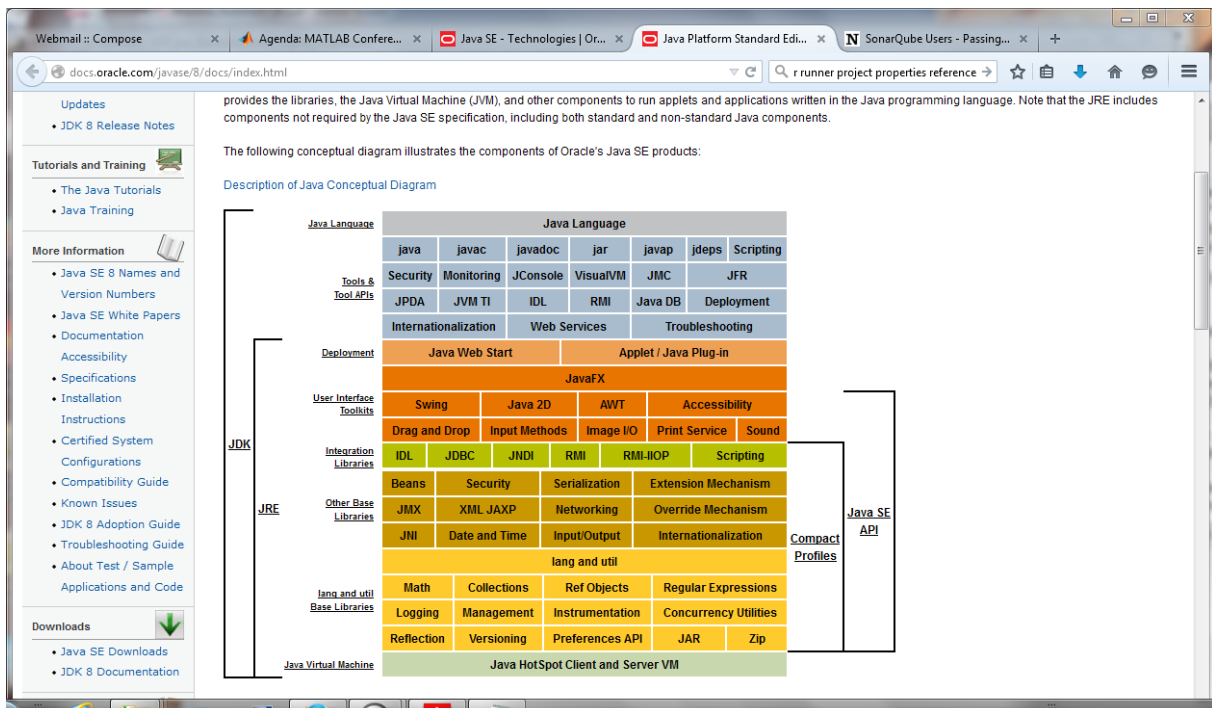 Webmail :: Compose
Agenda: MATLAB Confere...
Java SE - Technologies | Or...
Java Platform Standard Edi...
SonarQube Users - Passing...
docs.oracle.com/javase/8/docs/index.html
r runner project properties reference
Updates
JDK 8 Release Notes
Tutorials and Training
The Java Tutorials
Java Training
More Information
Java SE 8 Names and
Version Numbers
Java SE White Papers
Documentation
Accessibility
Specifications
Installation
Instructions
Certified System
Configurations
Compatibility Guide
Known Issues
JDK 8 Adoption Guide
Troubleshooting Guide
About Test / Sample
Applications and Code
Downloads
Java SE Downloads
JDK 8 Documentation
provides the libraries, the Java Virtual Machine (JVM), and other components to run applets and applications written in the Java programming language. Note that the JRE includes
components not required by the Java SE specification, including both standard and non-standard Java components.
The following conceptual diagram illustrates the components of Oracle's Java SE products:
Description of Java Conceptual Diagram
Java Language Java Language
java javac javadoc jar javap jdeps Scripting
Tools &
Tool APIs
Security Monitoring JConsole VisualVM JMC JFR
JPDA JVM TI IDL RMI Java DB Deployment
Internationalization Web Services Troubleshooting
Deployment Java Web Start Applet / Java Plug-in
JavaFX
User Interface
Toolkits
Swing Java 2D AWT Accessibility
Drag and Drop Input Methods Image I/O Print Service Sound
JDK
Integration
Libraries
IDL JDBC JNDI RMI RMI-IIOP Scripting
Beans Security Serialization Extension Mechanism
JRE
Other Base
Libraries
JMX XML JAXP Networking Override Mechanism
JNI Date and Time Input/Output Internationalization
Compact
Profiles
Java SE
API
lang and util
lang and util
Base Libraries
Math Collections Ref Objects Regular Expressions
Logging Management Instrumentation Concurrency Utilities
Reflection Versioning Preferences API JAR Zip
Java Virtual Machine Java HotSpot Client and Server VM